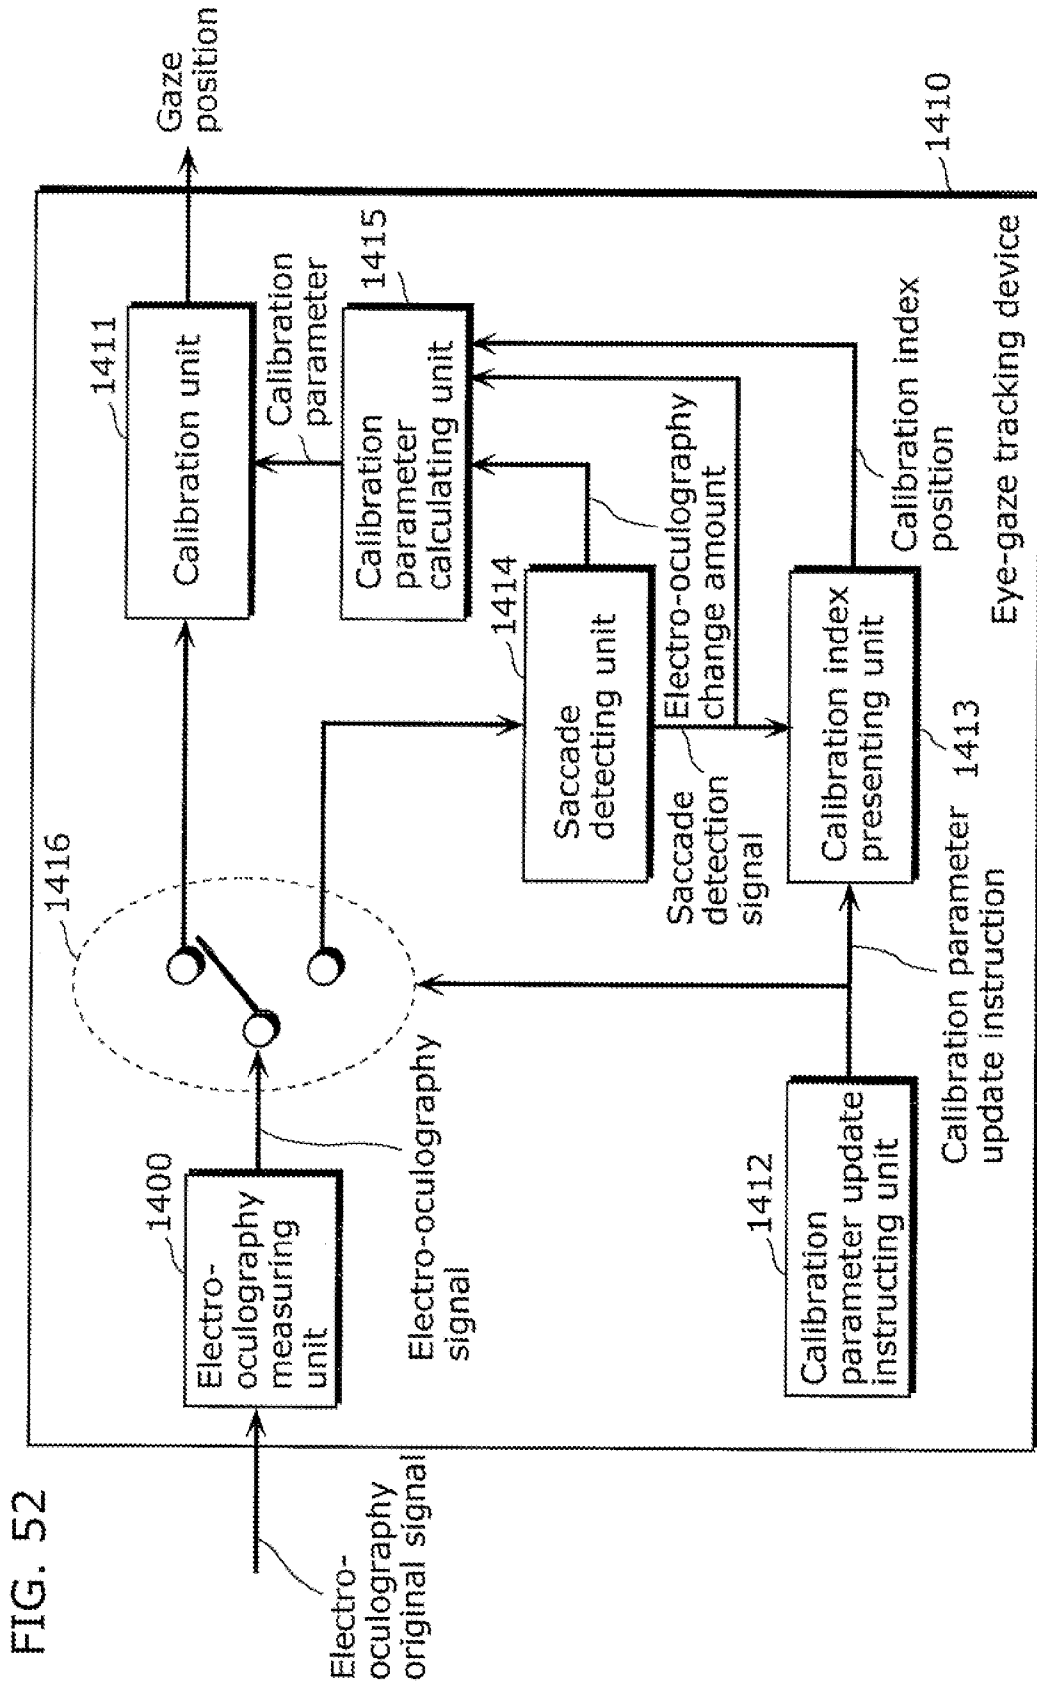 FIG. 52
Electro-
oculography
original signal
1400
Electro-
oculography
measuring
unit
Electro-oculography
signal
1416
1411
Calibration unit
Gaze
position
Calibration
parameter
1415
Calibration
parameter
calculating unit
1414
Saccade
detecting unit
Electro-oculography
change amount
Saccade
detection
signal
1412
Calibration
parameter update
instructing unit
Calibration parameter
update instruction
Calibration index
presenting unit
1413
Calibration index
position
Eye-gaze tracking device
1410